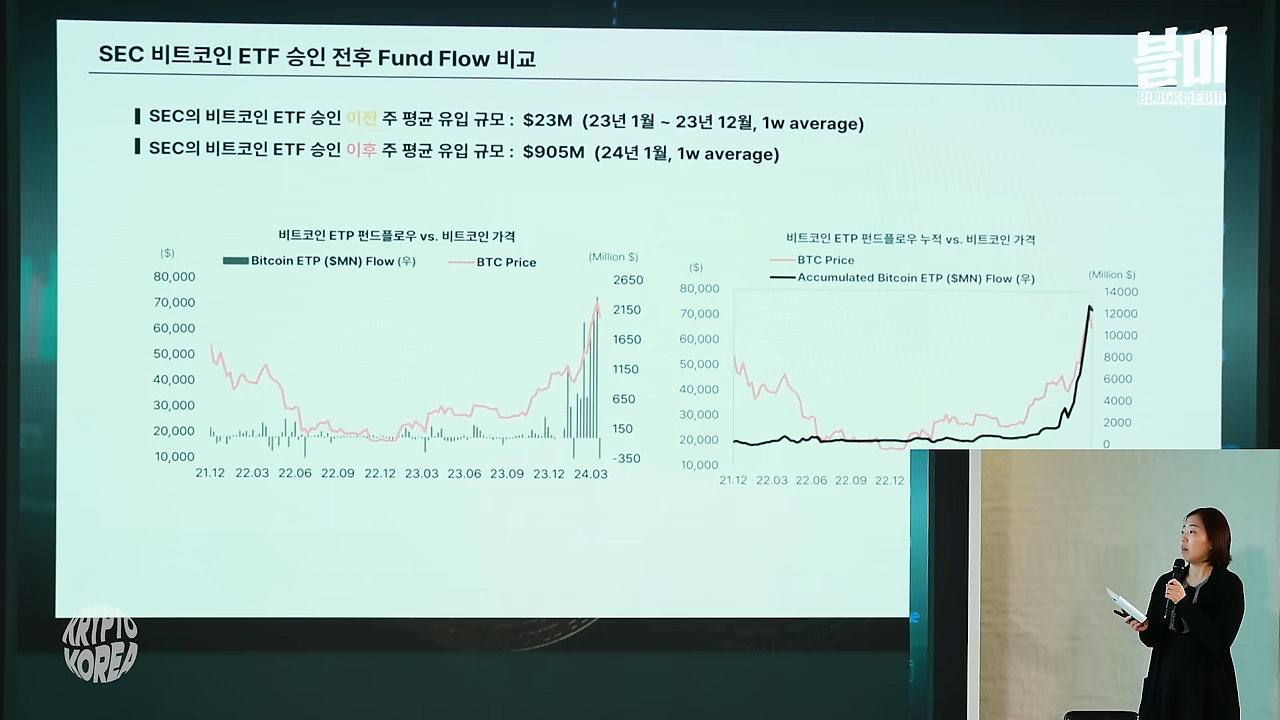 SEC 비트코인 ETF 승인 전후 Fund Flow 비교
블미
BLOCKMEDIA
SEC의 비트코인 ETF 승인 이전 주 평균 유입 규모 : $23M (23년 1월 ~ 23년 12월, 1w average)
SEC의 비트코인 ETF 승인 이후 주 평균 유입 규모 : $905M (24년 1월, 1w average)
비트코인 ETP 펀드플로우 vs. 비트코인 가격
($)
Bitcoin ETP ($MN) Flow (우)
BTC Price
(Million $)
80,000
70,000
60,000
50,000
40,000
30,000
20,000
10,000
2650
2150
1650
1150
650
150
-350
21.12 22.03 22.06 22.09 22.12 23.03 23.06 23.09 23.12 24.03
비트코인 ETP 펀드플로우 누적 vs. 비트코인 가격
($)
BTC Price
Accumulated Bitcoin ETP ($MN) Flow (우)
(Million $)
80,000
70,000
60,000
50,000
40,000
30,000
20,000
10,000
14000
12000
10000
8000
6000
4000
2000
0
21.12 22.03 22.06 22.09 22.12
KRYPTO
KOREA